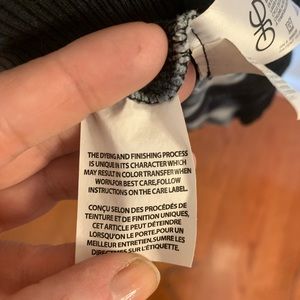 THE DYEING AND FINISHING PROCESS
IS UNIQUE IN ITS CHARACTER WHICH
MAY RESULT IN COLOR TRANSFER WHEN
WORN.FOR BEST CARE,FOLLOW
INSTRUCTIONS ON THE CARE LABEL.
CONÇU SELON DES PROCÉDÉS DE
TEINTURE ET DE FINITION UNIQUES,
CET ARTICLE PEUT DÉTEINDRE
LORSQU'ON LE PORTE.POUR UN
MEILLEUR ENTRETIEN.SUIVRE LES
DIRECTIVES SUR L'ÉTIQUETTE.